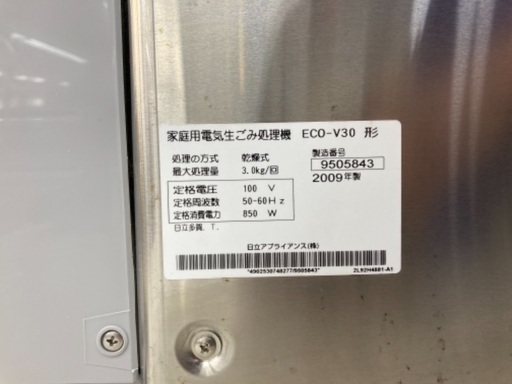 家庭用電気生ごみ処理機 ECO-V30 形
処理の方式 乾燥式
最大処理量 3.0kg/回
製造番号
9505843
2009年製
定格電圧 100 V
定格周波数 50-60Hz
定格消費電力 850 W
日立多賀. T.
日立アプライアンス(株)
*4902530748277/9505843*
2L92H4881-A1